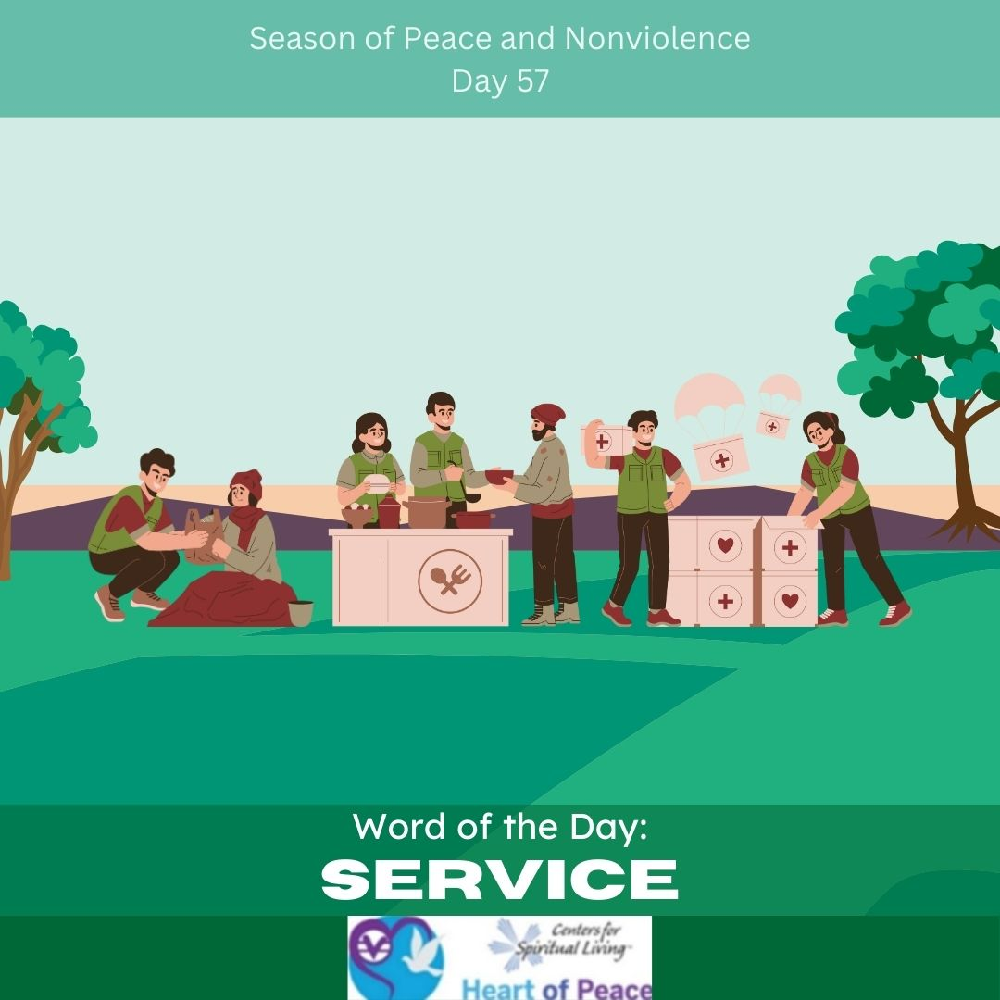 Season of Peace and Nonviolence
Day 57
Word of the Day:
SERVICE
Centers for
Spiritual Living
Heart of Peace